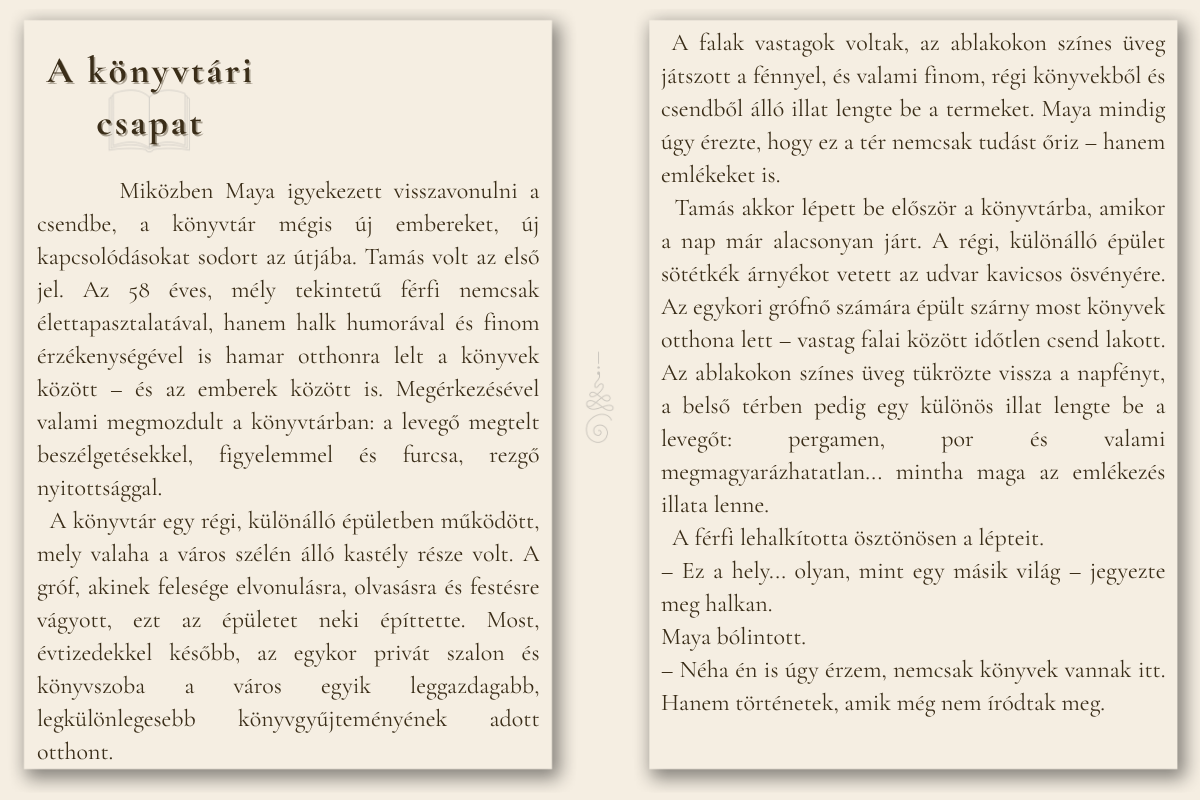 A könyvtári
csapat
Miközben Maya igyekezett visszavonulni a
csendbe, a könyvtár mégis új embereket, új
kapcsolódásokat sodort az útjába. Tamás volt az első
jel. Az 58 éves, mély tekintetű férfi nemcsak
élettapasztalatával, hanem halk humorával és finom
érzékenységével is hamar otthonra lelt a könyvek
között – és az emberek között is. Megérkezésével
valami megmozdult a könyvtárban: a levegő megtelt
beszélgetésekkel, figyelemmel és furcsa, rezgő
nyitottsággal.
A könyvtár egy régi, különálló épületben működött,
mely valaha a város szélén álló kastély része volt. A
gróf, akinek felesége elvonulásra, olvasásra és festésre
vágyott, ezt az épületet neki építtette. Most,
évtizedekkel később, az egykor privát szalon és
könyvszoba a város egyik leggazdagabb,
legkülönlegesebb könyvgyűjteményének adott
otthont.
A falak vastagok voltak, az ablakokon színes üveg
játszott a fénnyel, és valami finom, régi könyvekből és
csendből álló illat lengte be a termeket. Maya mindig
úgy érezte, hogy ez a tér nemcsak tudást őriz – hanem
emlékeket is.
Tamás akkor lépett be először a könyvtárba, amikor
a nap már alacsonyan járt. A régi, különálló épület
sötétkék árnyékot vetett az udvar kavicsos ösvényére.
Az egykori grófnő számára épült szárny most könyvek
otthona lett – vastag falai között időtlen csend lakott.
Az ablakokon színes üveg tükrözte vissza a napfényt,
a belső térben pedig egy különös illat lengte be a
levegőt: pergamen, por és valami
megmagyarázhatatlan... mintha maga az emlékezés
illata lenne.
A férfi lehalkította ösztönösen a lépteit.
– Ez a hely... olyan, mint egy másik világ – jegyezte
meg halkan.
Maya bólintott.
– Néha én is úgy érzem, nemcsak könyvek vannak itt.
Hanem történetek, amik még nem íródtak meg.